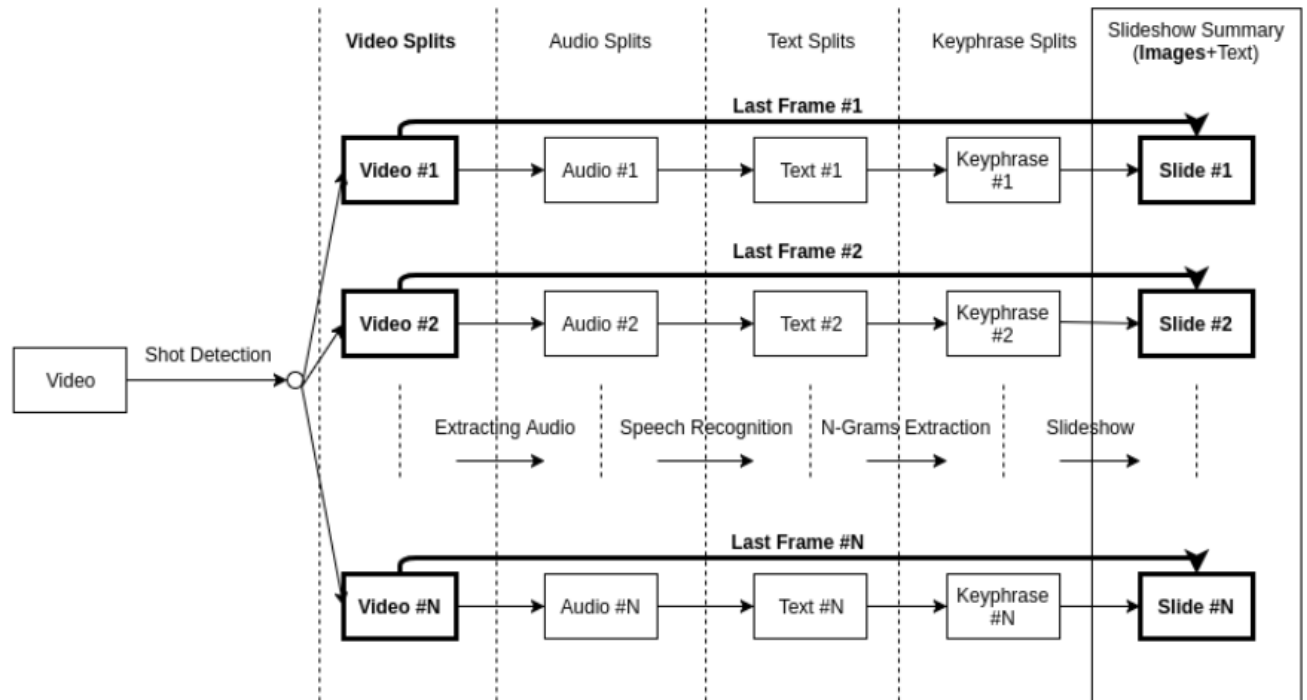 Video Splits
Audio Splits
Text Splits
Keyphrase Splits
Slideshow Summary
(Images+Text)
Last Frame #1
Video #1
Audio #1
Text #1
Keyphrase
#1
Slide #1
Last Frame #2
Video #2
Audio #2
Text #2
Keyphrase
#2
Slide #2
Video
Shot Detection
Extracting Audio
Speech Recognition
N-Grams Extraction
Slideshow
Last Frame #N
Video #N
Audio #N
Text #N
Keyphrase
#N
Slide #N